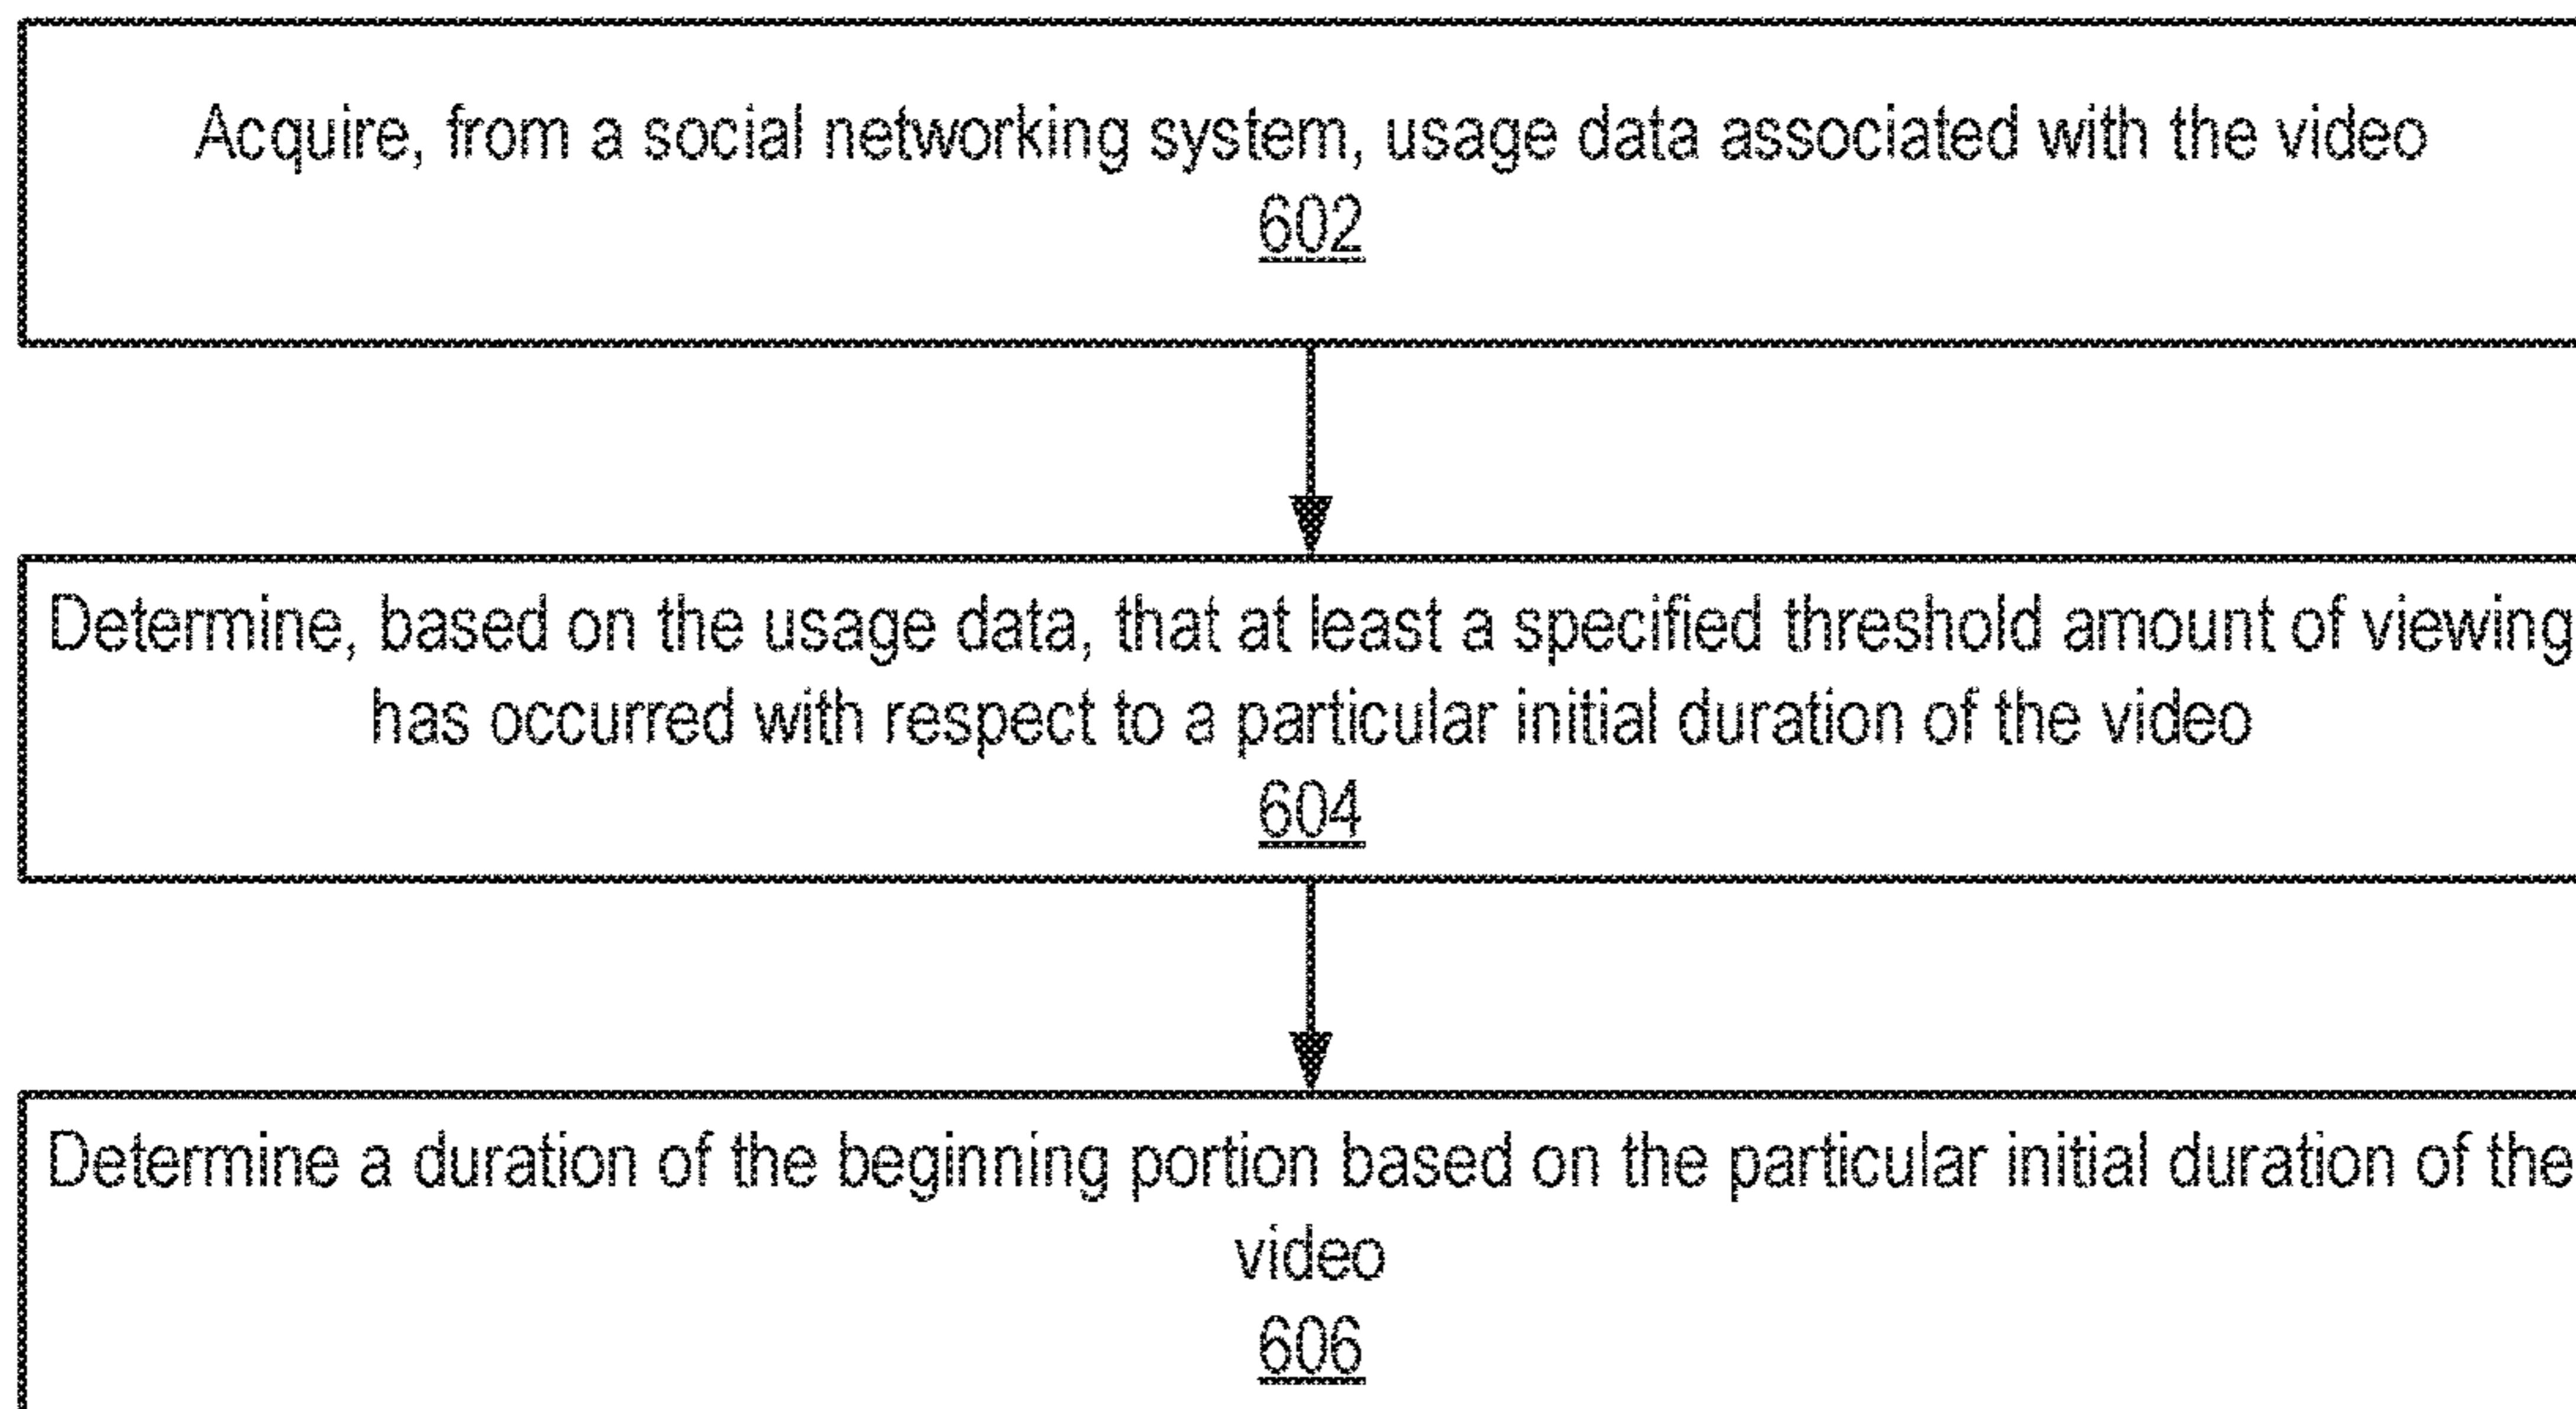 Acquire, from a social networking system, usage data associated with the video
602
Determine, based on the usage data, that at least a specified threshold amount of viewing
has occurred with respect to a particular initial duration of the video
604
Determine a duration of the beginning portion based on the particular initial duration of the
video
606